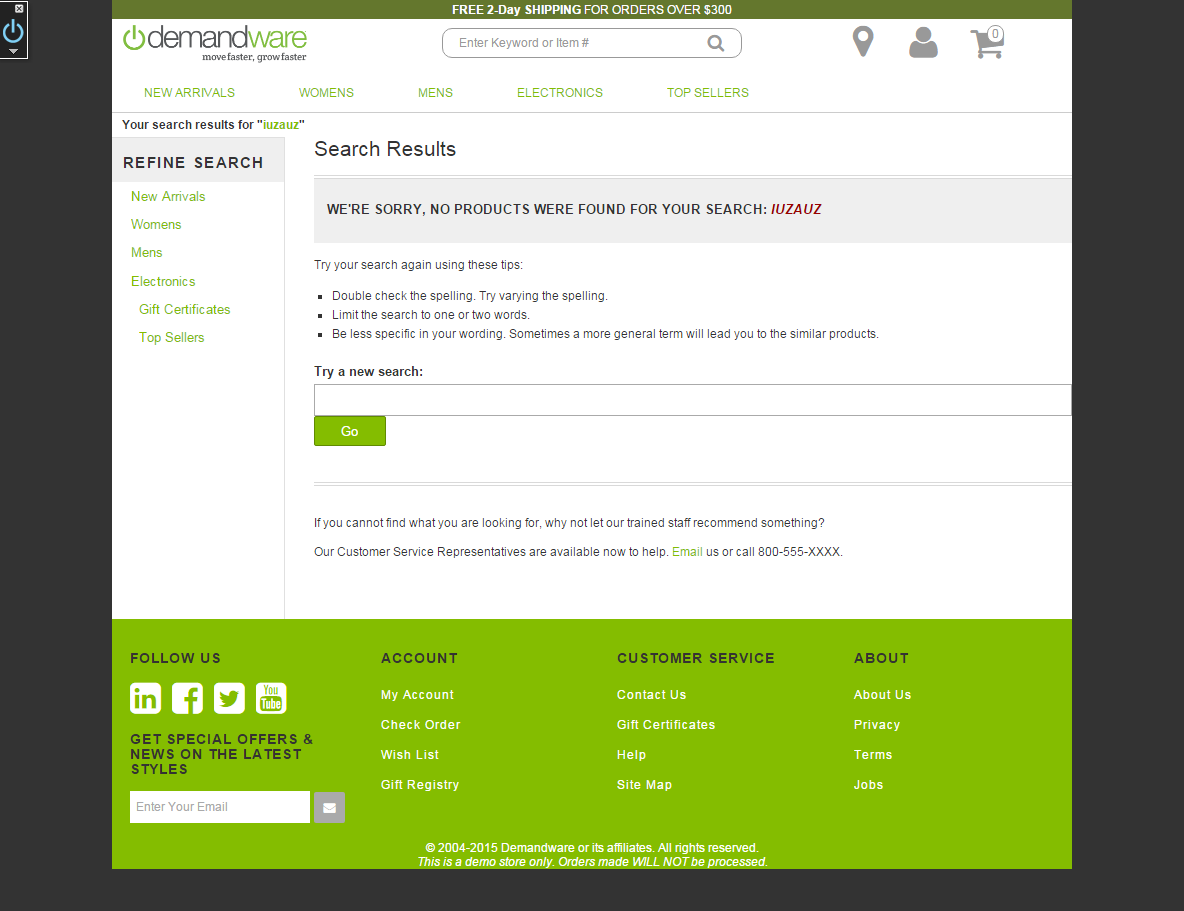 FREE 2-Day SHIPPING FOR ORDERS OVER $300
demandware
move faster, grow faster
Enter Keyword or Item #
0
NEW ARRIVALS WOMENS MENS ELECTRONICS TOP SELLERS
Your search results for "iuzauz"
REFINE SEARCH
New Arrivals
Womens
Mens
Electronics
Gift Certificates
Top Sellers
Search Results
WE'RE SORRY, NO PRODUCTS WERE FOUND FOR YOUR SEARCH: IUZAUZ
Try your search again using these tips:
Double check the spelling. Try varying the spelling.
Limit the search to one or two words.
Be less specific in your wording. Sometimes a more general term will lead you to the similar products.
Try a new search:
Go
If you cannot find what you are looking for, why not let our trained staff recommend something?
Our Customer Service Representatives are available now to help. Email us or call 800-555-XXXX.
FOLLOW US
in f You Tube
GET SPECIAL OFFERS &
NEWS ON THE LATEST
STYLES
Enter Your Email
ACCOUNT
My Account
Check Order
Wish List
Gift Registry
CUSTOMER SERVICE
Contact Us
Gift Certificates
Help
Site Map
ABOUT
About Us
Privacy
Terms
Jobs
© 2004-2015 Demandware or its affiliates. All rights reserved.
This is a demo store only. Orders made WILL NOT be processed.